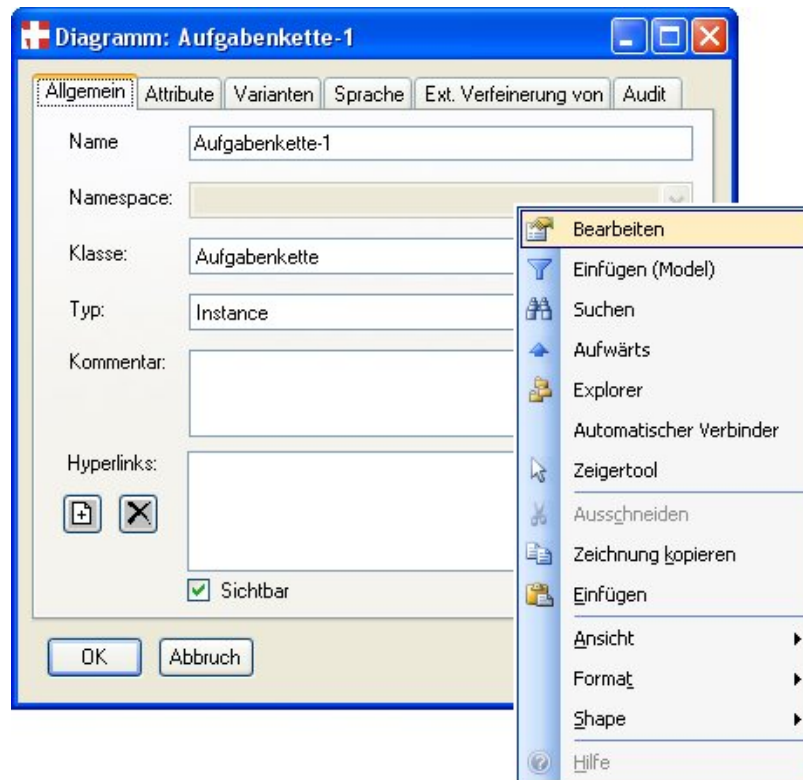 Diagramm: Aufgabenkette-1
Allgemein Attribute Varianten Sprache Ext. Verfeinerung von Audit
Name Aufgabenkette-1
Namespace:
Klasse: Aufgabenkette
Typ: Instance
Kommentar:
Hyperlinks:
Sichtbar
OK Abbruch
Bearbeiten
Einfügen (Model)
Suchen
Aufwärts
Explorer
Automatischer Verbinder
Zeigertool
Ausschneiden
Zeichnung kopieren
Einfügen
Ansicht
Format
Shape
Hilfe